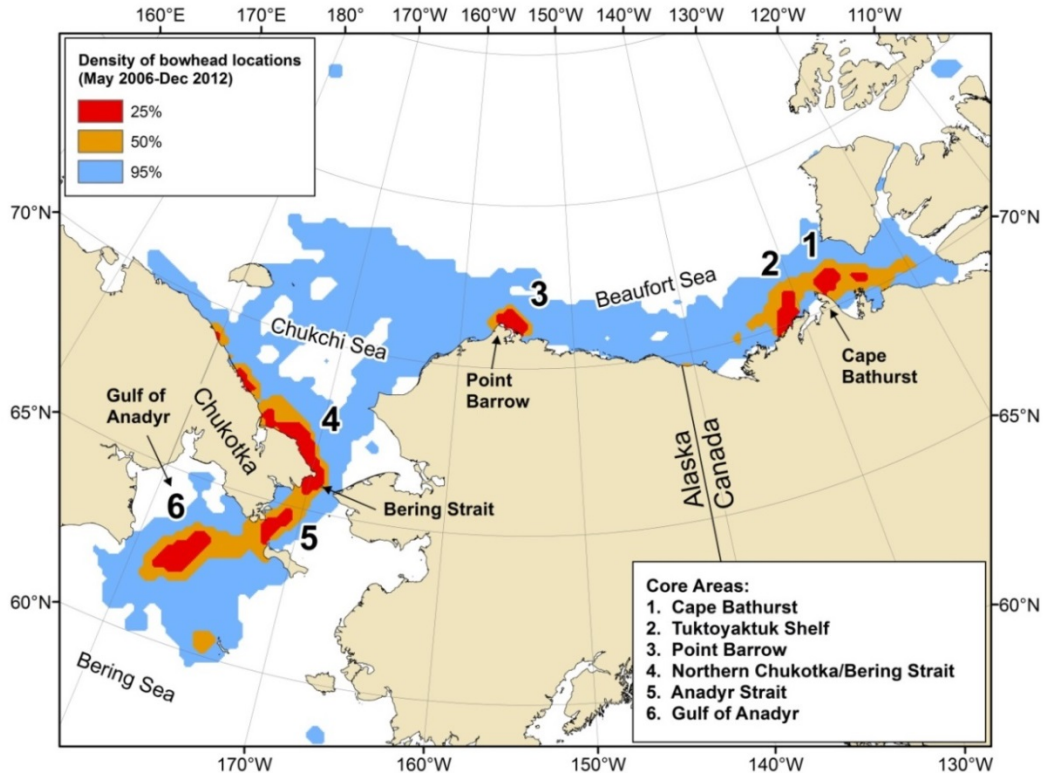 160°E 170°E 180° 170°W 160°W 150°W 140°W 130°W 120°W 110°W
Density of bowhead locations
(May 2006-Dec 2012)
25%
50%
95%
70°N
70°N
1
2
3
Beaufort Sea
Chukchi Sea
Cape
Bathurst
Point
Barrow
Gulf of
Anadyr
65°N
65°N
4
Chukotka
Alaska
Canada
6
Bering Strait
5
60°N
60°N
Bering Sea
Core Areas:
1. Cape Bathurst
2. Tuktoyaktuk Shelf
3. Point Barrow
4. Northern Chukotka/Bering Strait
5. Anadyr Strait
6. Gulf of Anadyr
170°W 160°W 150°W 140°W 130°W